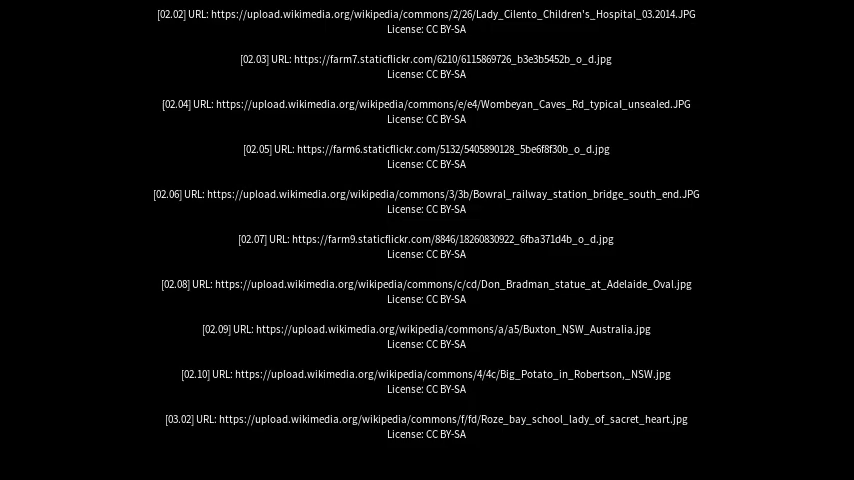 [02.02] URL: https://upload.wikimedia.org/wikipedia/commons/2/26/Lady_Cilento_Children's_Hospital_03.2014.JPG
License: CC BY-SA
[02.03] URL: https://farm7.staticflickr.com/6210/6115869726_b3e3b5452b_o_d.jpg
License: CC BY-SA
[02.04] URL: https://upload.wikimedia.org/wikipedia/commons/e/e4/Wombeyan_Caves_Rd_typical_unsealed.JPG
License: CC BY-SA
[02.05] URL: https://farm6.staticflickr.com/5132/5405890128_5be6f8f30b_o_d.jpg
License: CC BY-SA
[02.06] URL: https://upload.wikimedia.org/wikipedia/commons/3/3b/Bowral_railway_station_bridge_south_end.JPG
License: CC BY-SA
[02.07] URL: https://farm9.staticflickr.com/8846/18260830922_6fba371d4b_o_d.jpg
License: CC BY-SA
[02.08] URL: https://upload.wikimedia.org/wikipedia/commons/c/cd/Don_Bradman_statue_at_Adelaide_Oval.jpg
License: CC BY-SA
[02.09] URL: https://upload.wikimedia.org/wikipedia/commons/a/a5/Buxton_NSW_Australia.jpg
License: CC BY-SA
[02.10] URL: https://upload.wikimedia.org/wikipedia/commons/4/4c/Big_Potato_in_Robertson,_NSW.jpg
License: CC BY-SA
[03.02] URL: https://upload.wikimedia.org/wikipedia/commons/f/fd/Roze_bay_school_lady_of_sacret_heart.jpg
License: CC BY-SA